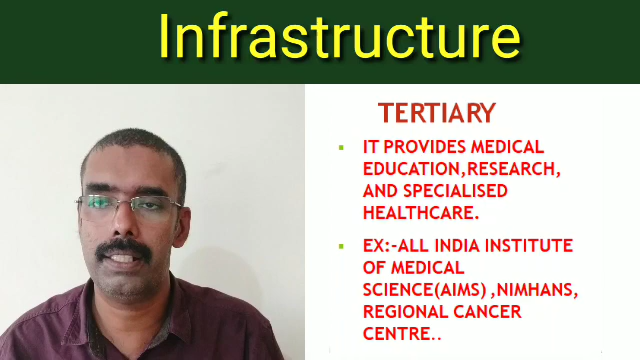 Infrastructure
TERTIARY
IT PROVIDES MEDICAL
EDUCATION,RESEARCH,
AND SPECIALISED
HEALTHCARE.
EX:-ALL INDIA INSTITUTE
OF MEDICAL
SCIENCE(AIMS) ,NIMHANS,
REGIONAL CANCER
CENTRE..